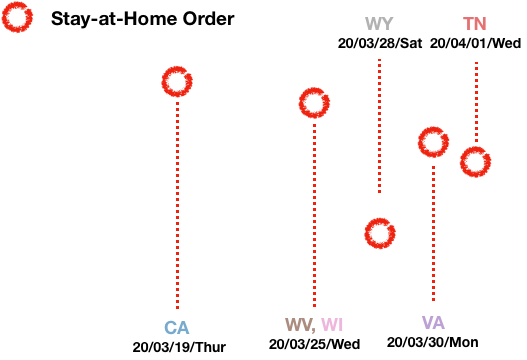 Stay-at-Home Order
WY
20/03/28/Sat
TN
20/04/01/Wed
CA
20/03/19/Thur
WV, WI
20/03/25/Wed
VA
20/03/30/Mon